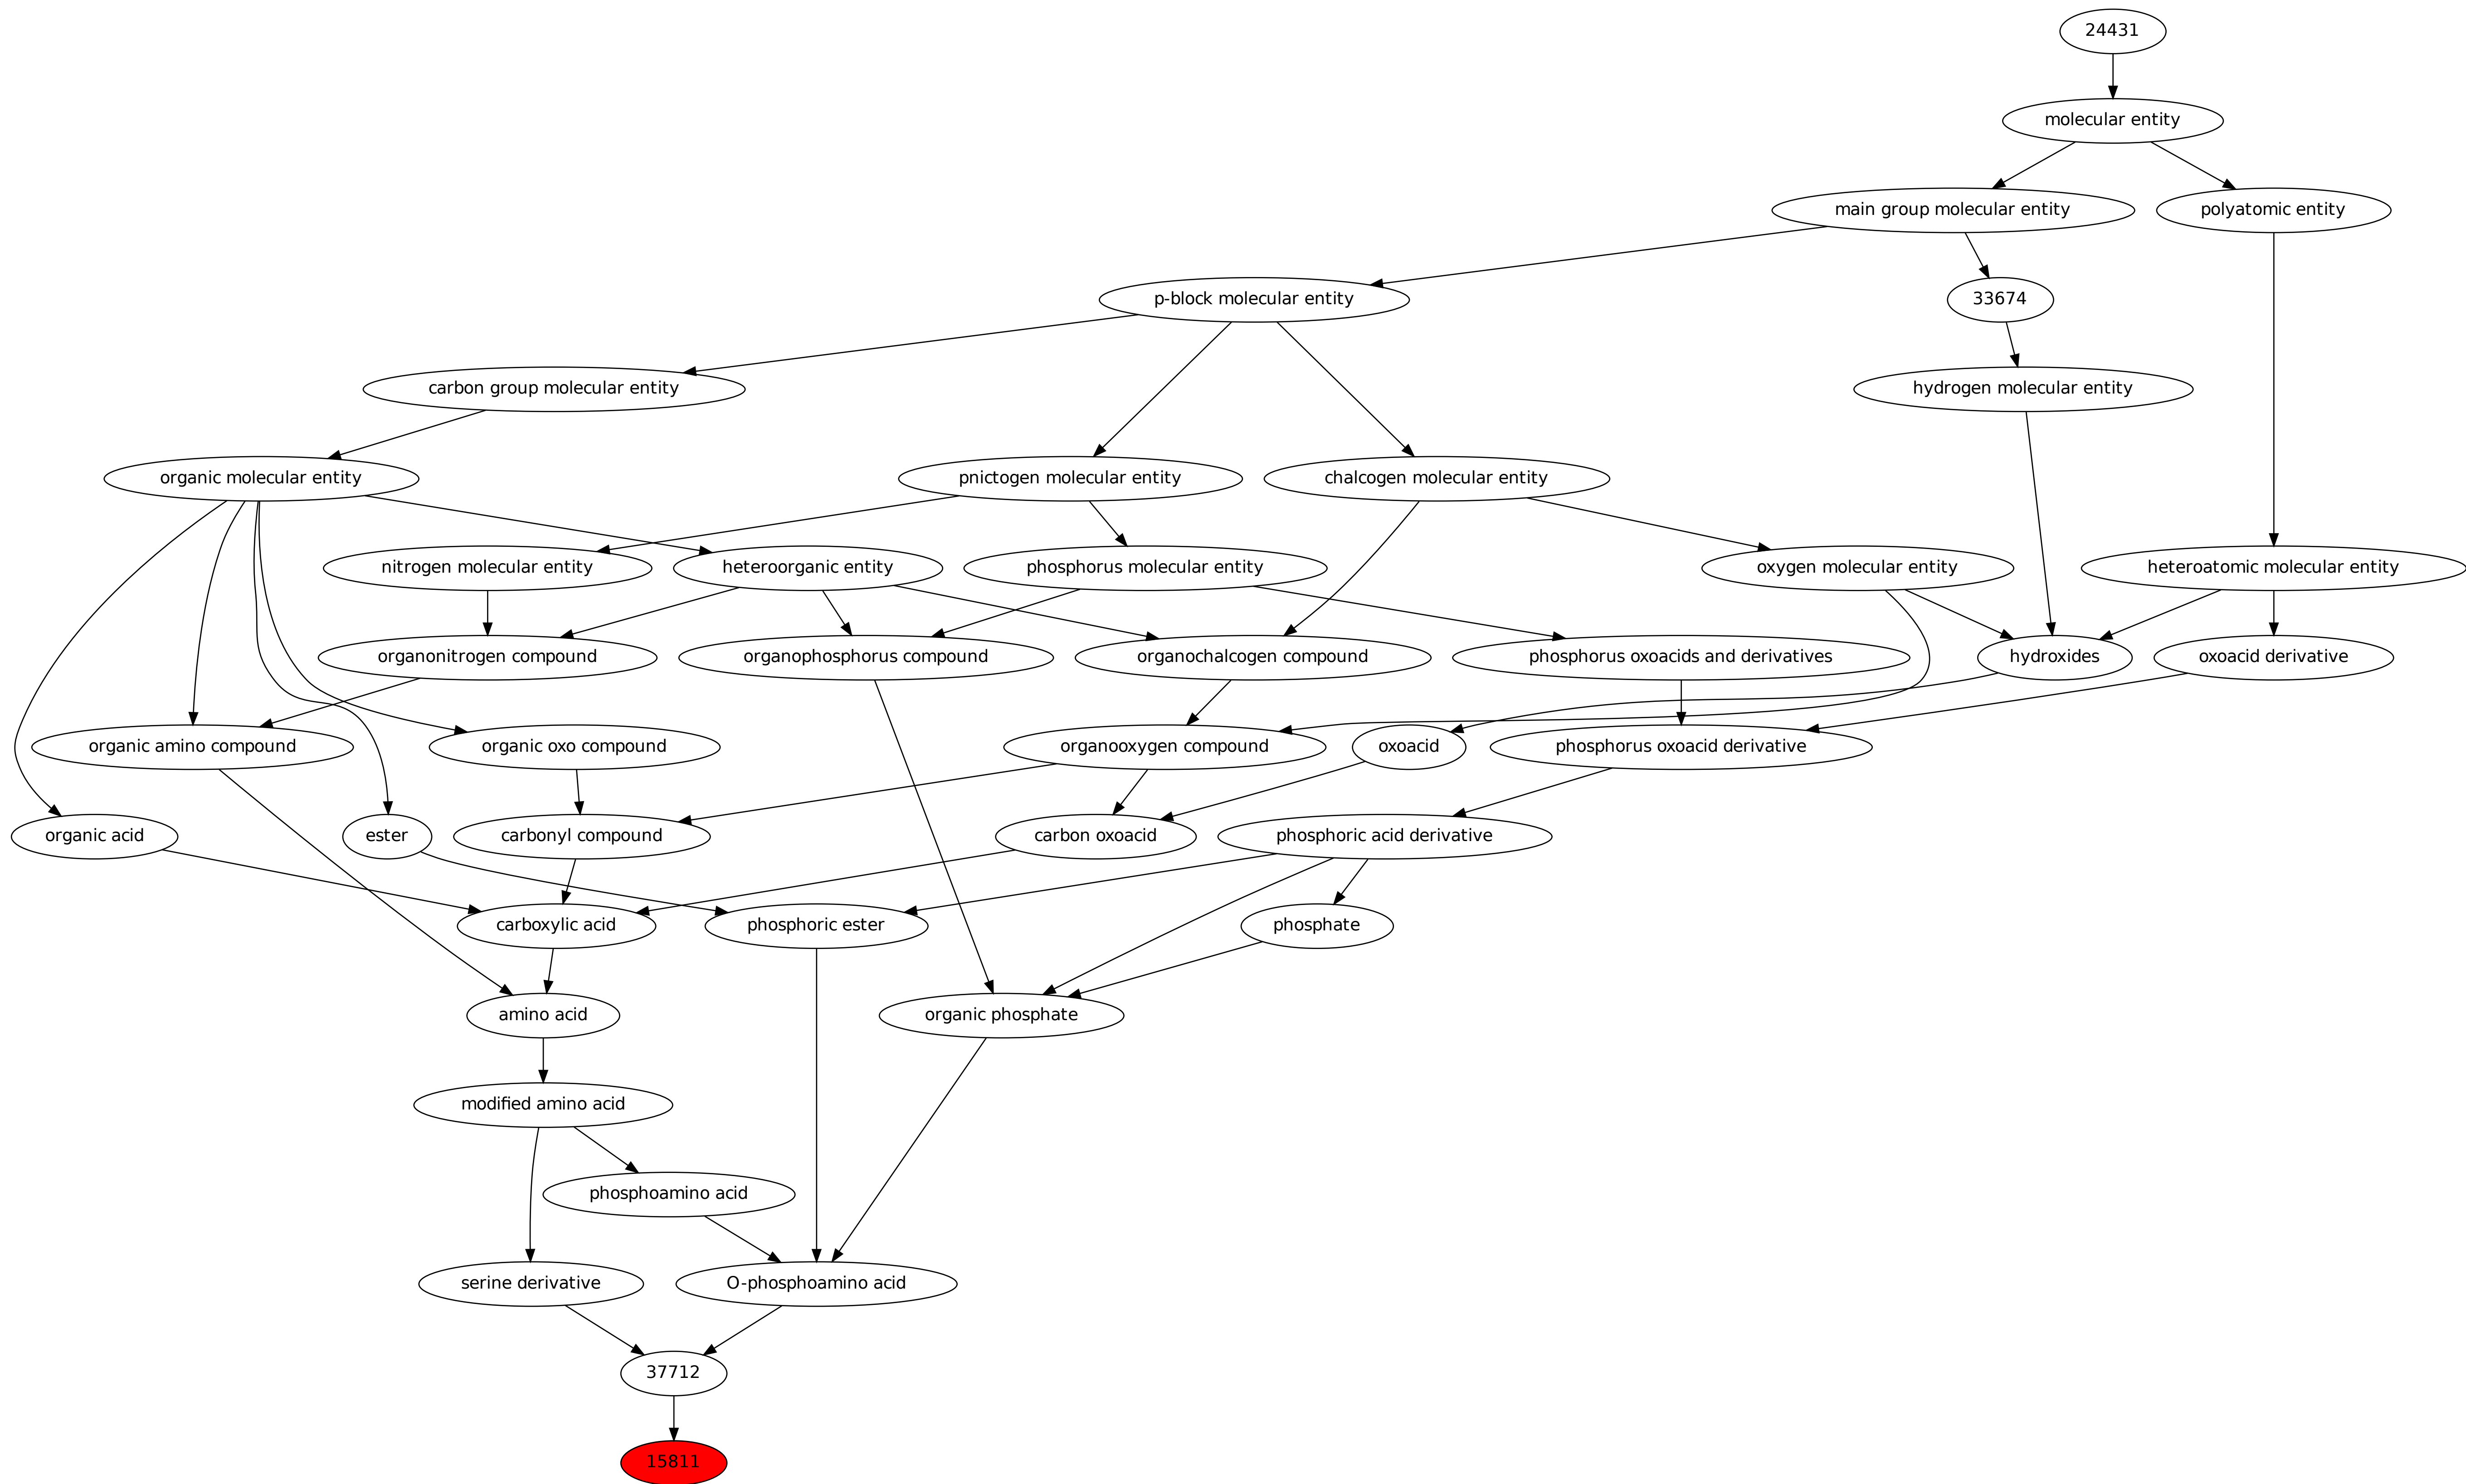 24431
molecular entity
main group molecular entity
polyatomic entity
p-block molecular entity
33674
carbon group molecular entity
hydrogen molecular entity
organic molecular entity
pnictogen molecular entity
chalcogen molecular entity
nitrogen molecular entity
heteroorganic entity
phosphorus molecular entity
oxygen molecular entity
heteroatomic molecular entity
organonitrogen compound
organophosphorus compound
organochalcogen compound
phosphorus oxoacids and derivatives
hydroxides
oxoacid derivative
organic amino compound
organic oxo compound
organooxygen compound
oxoacid
phosphorus oxoacid derivative
organic acid
ester
carbonyl compound
carbon oxoacid
phosphoric acid derivative
carboxylic acid
phosphoric ester
phosphate
amino acid
organic phosphate
modified amino acid
phosphoamino acid
serine derivative
O-phosphoamino acid
37712
15811